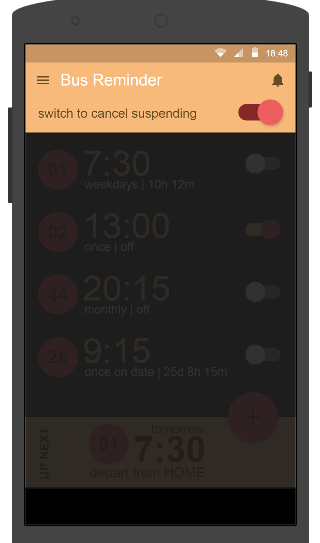 18:48
Bus Reminder
switch to cancel suspending
01 7:30
weekdays | 10h 12m
02 13:00
once | off
44 20:15
monthly | off
26 9:15
once on date | 25d 8h 15m
+
UP NEXT
tomorrow
01 7:30
depart from HOME